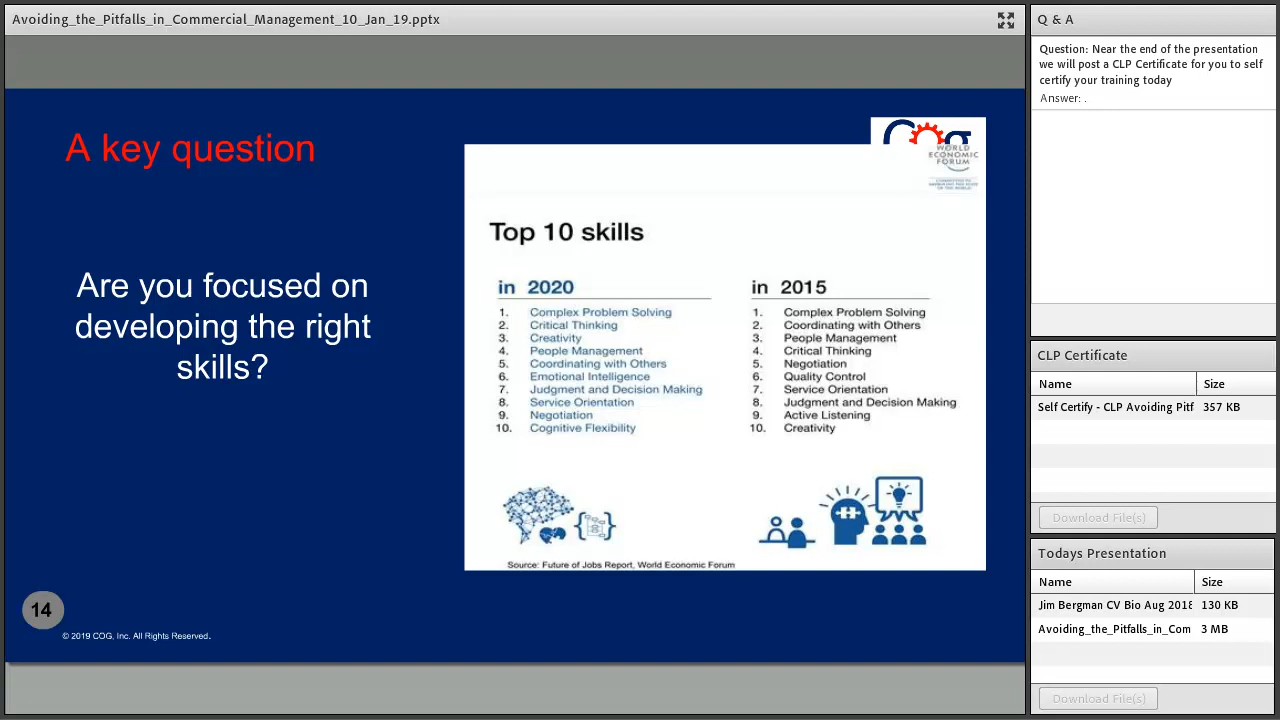 Avoiding_the_Pitfalls_in_Commercial_Management_10_Jan_19.pptx
A key question
Are you focused on
developing the right
skills?
COG
WORLD
ECONOMIC
FORUM
Top 10 skills
in 2020
1. Complex Problem Solving
2. Critical Thinking
3. Creativity
4. People Management
5. Coordinating with Others
6. Emotional Intelligence
7. Judgment and Decision Making
8. Service Orientation
9. Negotiation
10. Cognitive Flexibility
in 2015
1. Complex Problem Solving
2. Coordinating with Others
3. People Management
4. Critical Thinking
5. Negotiation
6. Quality Control
7. Service Orientation
8. Judgment and Decision Making
9. Active Listening
10. Creativity
Source: Future of Jobs Report, World Economic Forum
14
© 2019 COG, Inc. All Rights Reserved.
Q & A
Question: Near the end of the presentation
we will post a CLP Certificate for you to self
certify your training today
Answer: .
CLP Certificate
Name Size
Self Certify - CLP Avoiding Pitf 357 KB
Download File(s)
Todays Presentation
Name Size
Jim Bergman CV Bio Aug 2018 130 KB
Avoiding_the_Pitfalls_in_Com 3 MB
Download File(s)